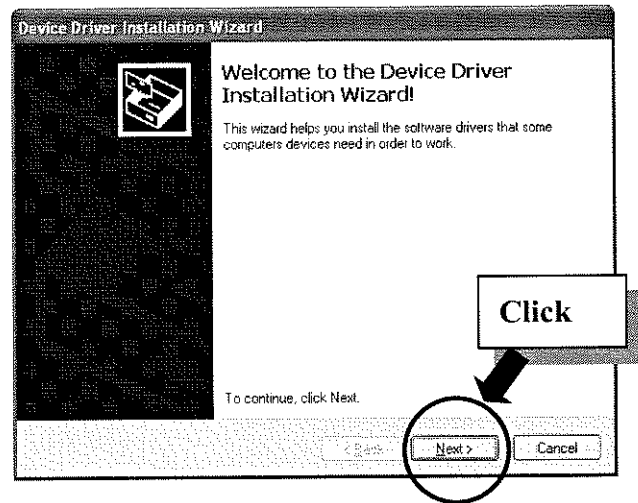 Device Driver Installation Wizard
Welcome to the Device Driver
Installation Wizard!
This wizard helps you install the software drivers that some
computers devices need in order to work.
Click
To continue, click Next.
< Back
Next >
Cancel